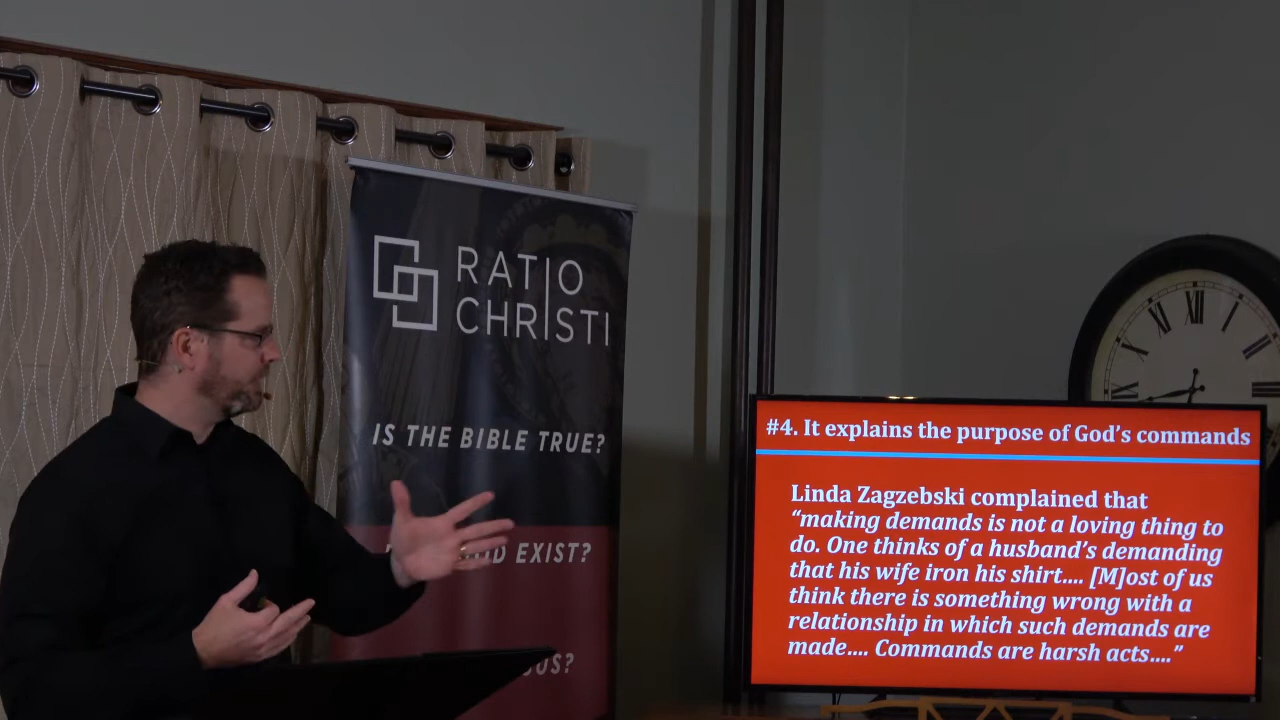 RATIO
CHRISTI
IS THE BIBLE TRUE?
EXIST?
#4. It explains the purpose of God's commands
Linda Zagzebski complained that
"making demands is not a loving thing to
do. One thinks of a husband's demanding
that his wife iron his shirt.... [M]ost of us
think there is something wrong with a
relationship in which such demands are
made.... Commands are harsh acts...."
XII